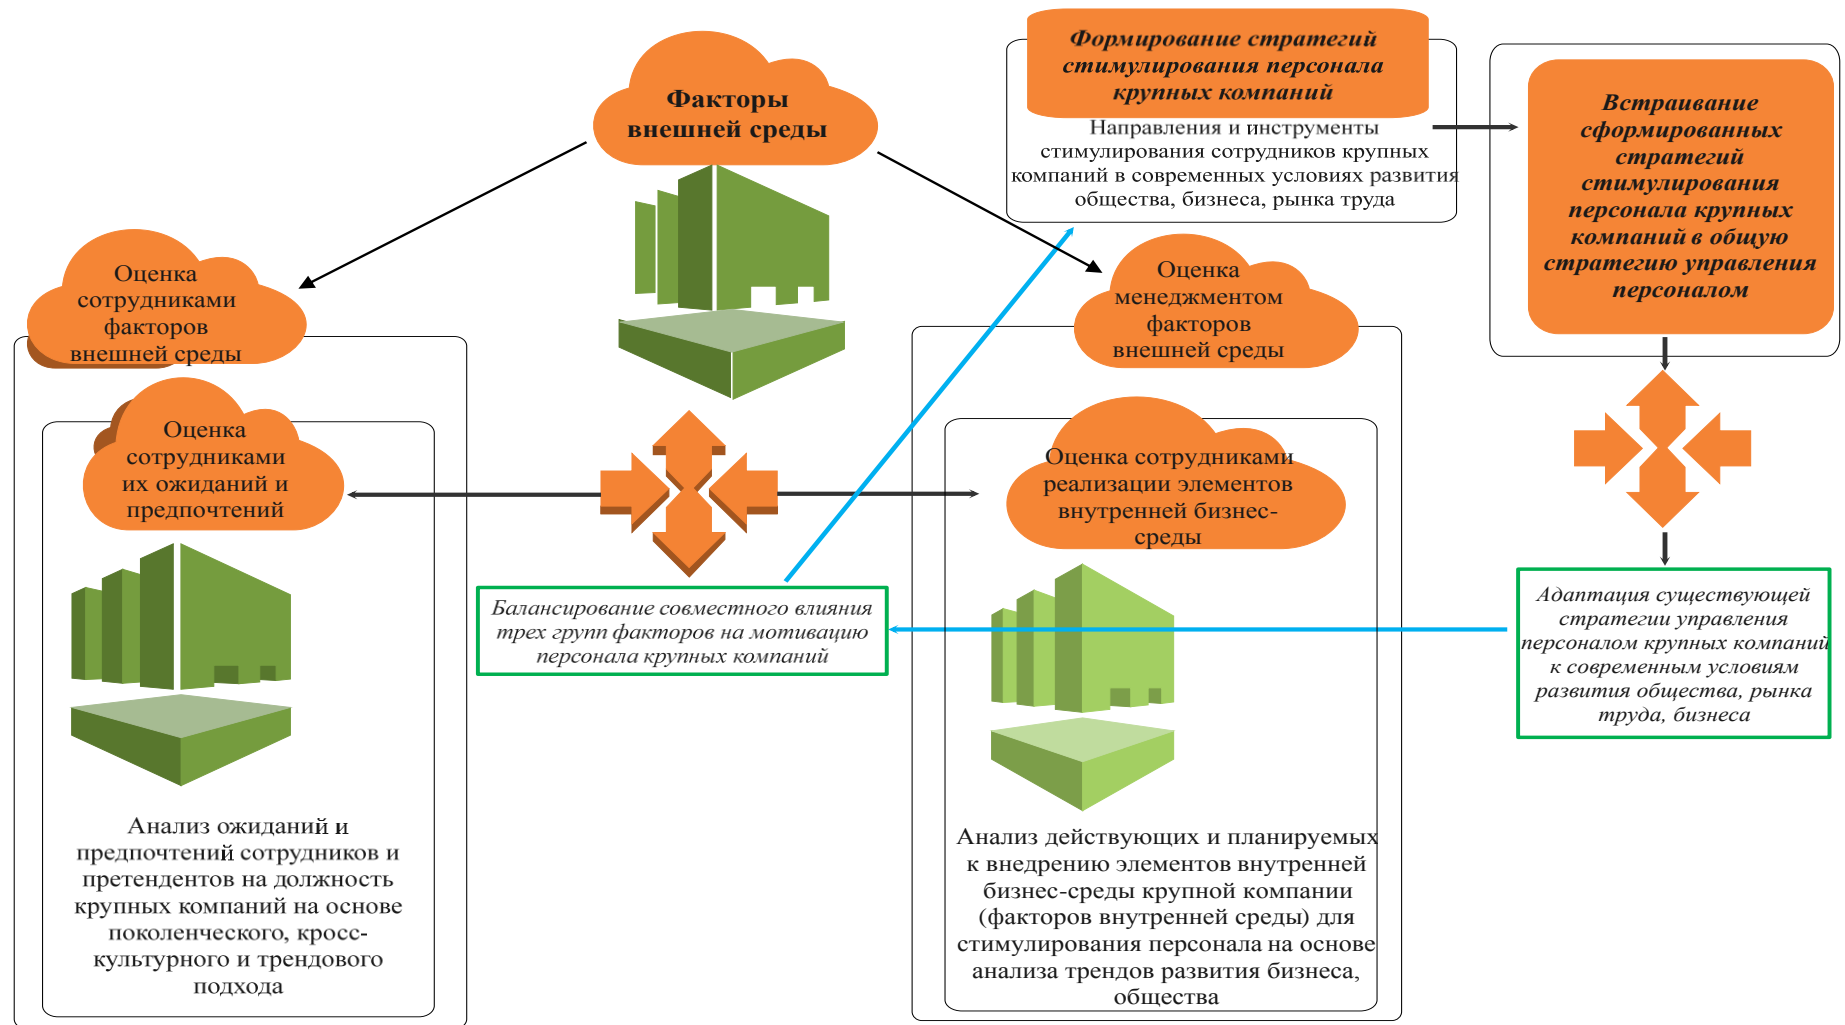 Факторы
внешней среды
Формирование стратегий
стимулирования персонала
крупных компаний
Направления и инструменты
стимулирования сотрудников крупных
компаний в современных условиях развития
общества, бизнеса, рынка труда
Встраивание
сформированных
стратегий
стимулирования
персонала крупных
компаний в общую
стратегию управления
персоналом
Оценка
сотрудниками
факторов
внешней среды
Оценка
менеджментом
факторов
внешней среды
Оценка
сотрудниками
их ожиданий и
предпочтений
Оценка сотрудниками
реализации элементов
внутренней бизнес-
среды
Балансирование совместного влияния
трех групп факторов на мотивацию
персонала крупных компаний
Адаптация существующей
стратегии управления
персоналом крупных компаний
к современным условиям
развития общества, рынка
труда, бизнеса
Анализ ожиданий и
предпочтений сотрудников и
претендентов на должность
крупных компаний на основе
поколенческого, кросс-
культурного и трендового
подхода
Анализ действующих и планируемых
к внедрению элементов внутренней
бизнес-среды крупной компании
(факторов внутренней среды) для
стимулирования персонала на основе
анализа трендов развития бизнеса,
общества